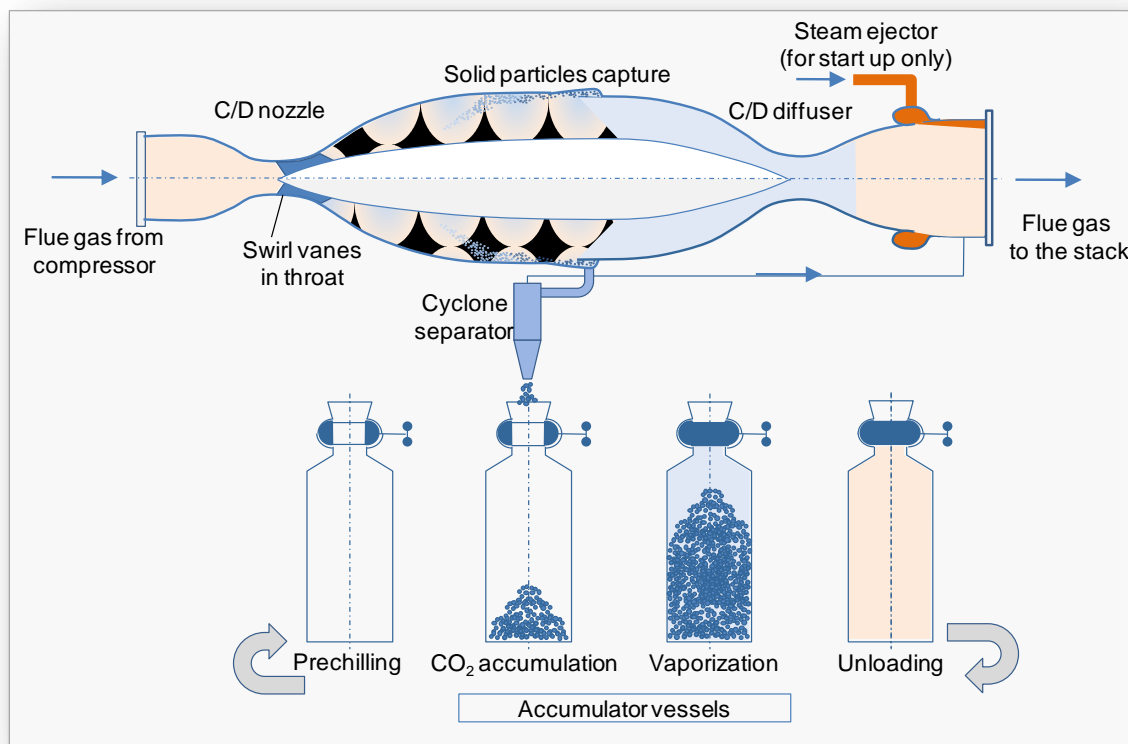 Steam ejector
(for start up only)
Solid particles capture
C/D nozzle
C/D diffuser
Flue gas from
compressor
Swirl vanes
in throat
Flue gas
to the stack
Cyclone
separator
Prechilling
CO₂ accumulation
Vaporization
Unloading
Accumulator vessels